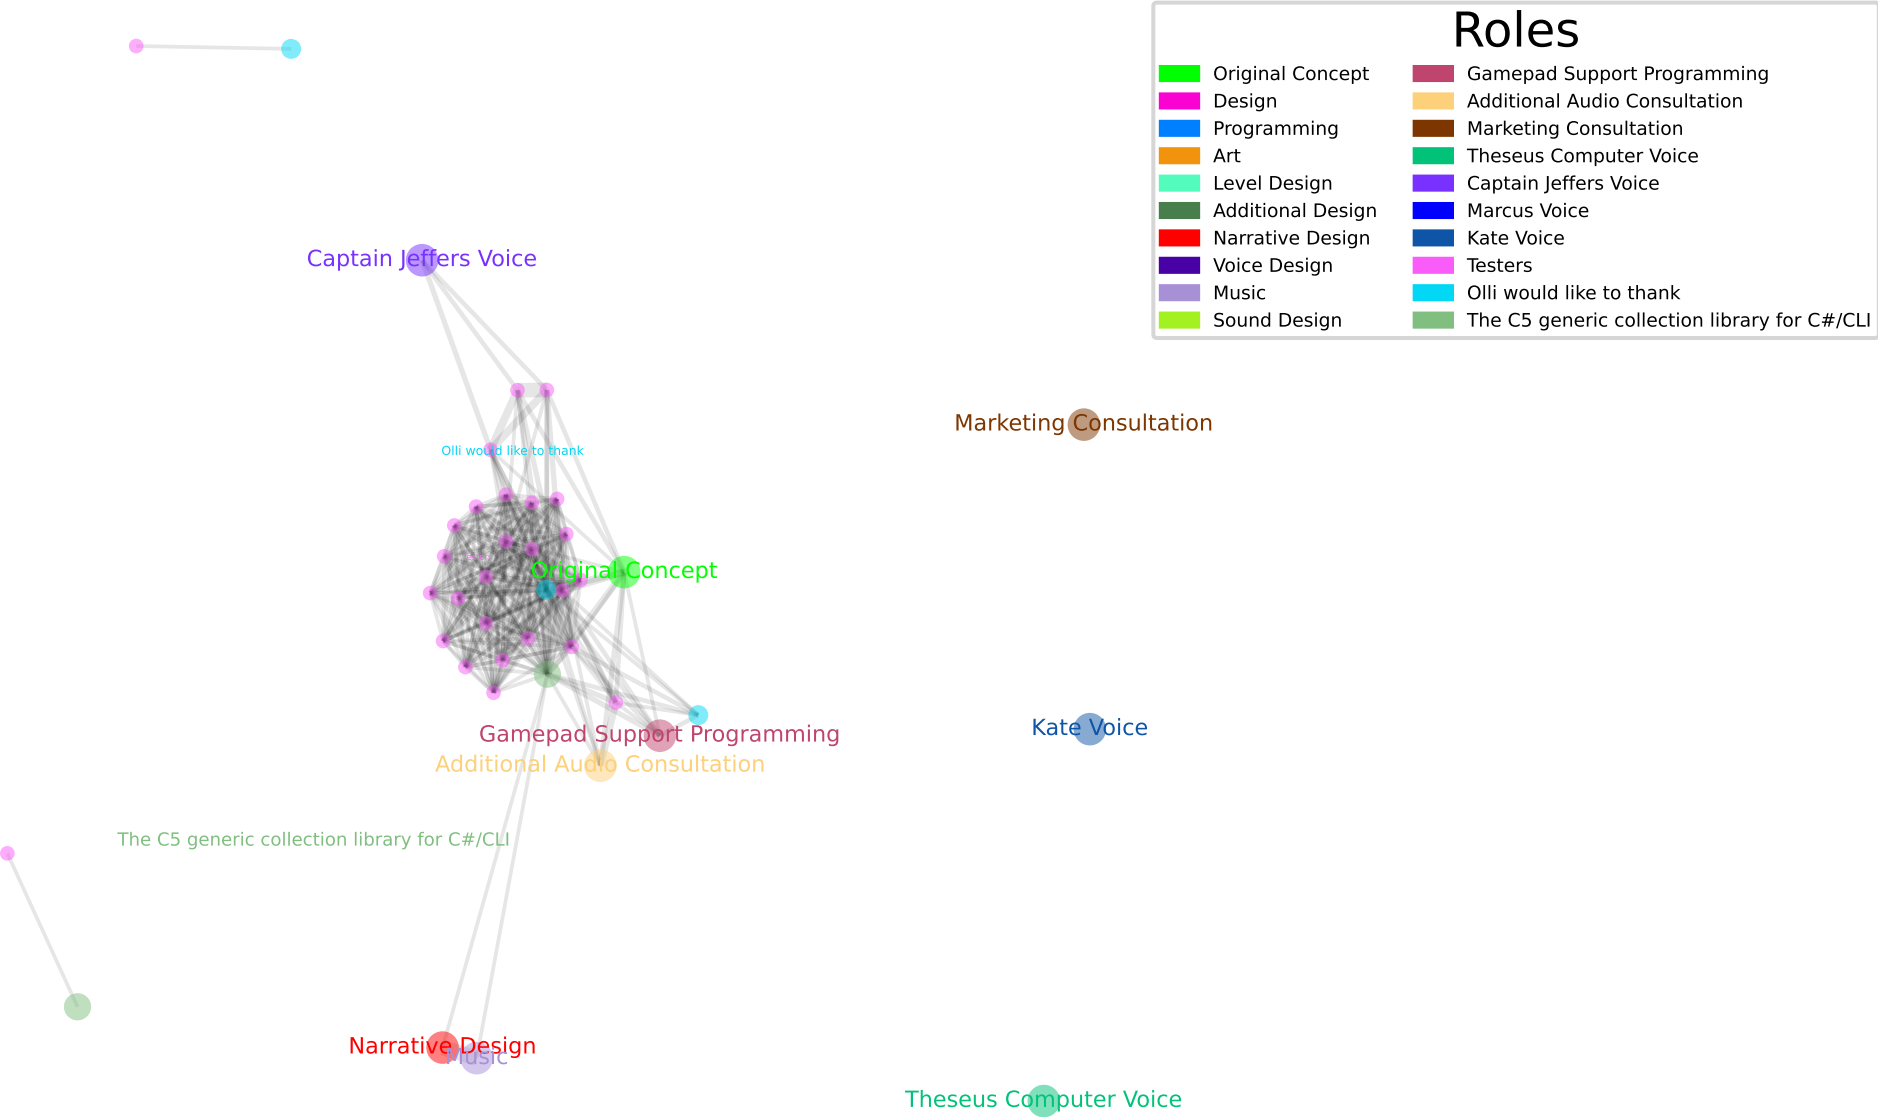 Roles
Original Concept
Design
Programming
Art
Level Design
Additional Design
Narrative Design
Voice Design
Music
Sound Design
Gamepad Support Programming
Additional Audio Consultation
Marketing Consultation
Theseus Computer Voice
Captain Jeffers Voice
Marcus Voice
Kate Voice
Testers
Olli would like to thank
The C5 generic collection library for C#/CLI
Captain Jeffers Voice
Marketing Consultation
Olli would like to thank
Original Concept
Kate Voice
Gamepad Support Programming
Additional Audio Consultation
The C5 generic collection library for C#/CLI
Narrative Design
Music
Theseus Computer Voice